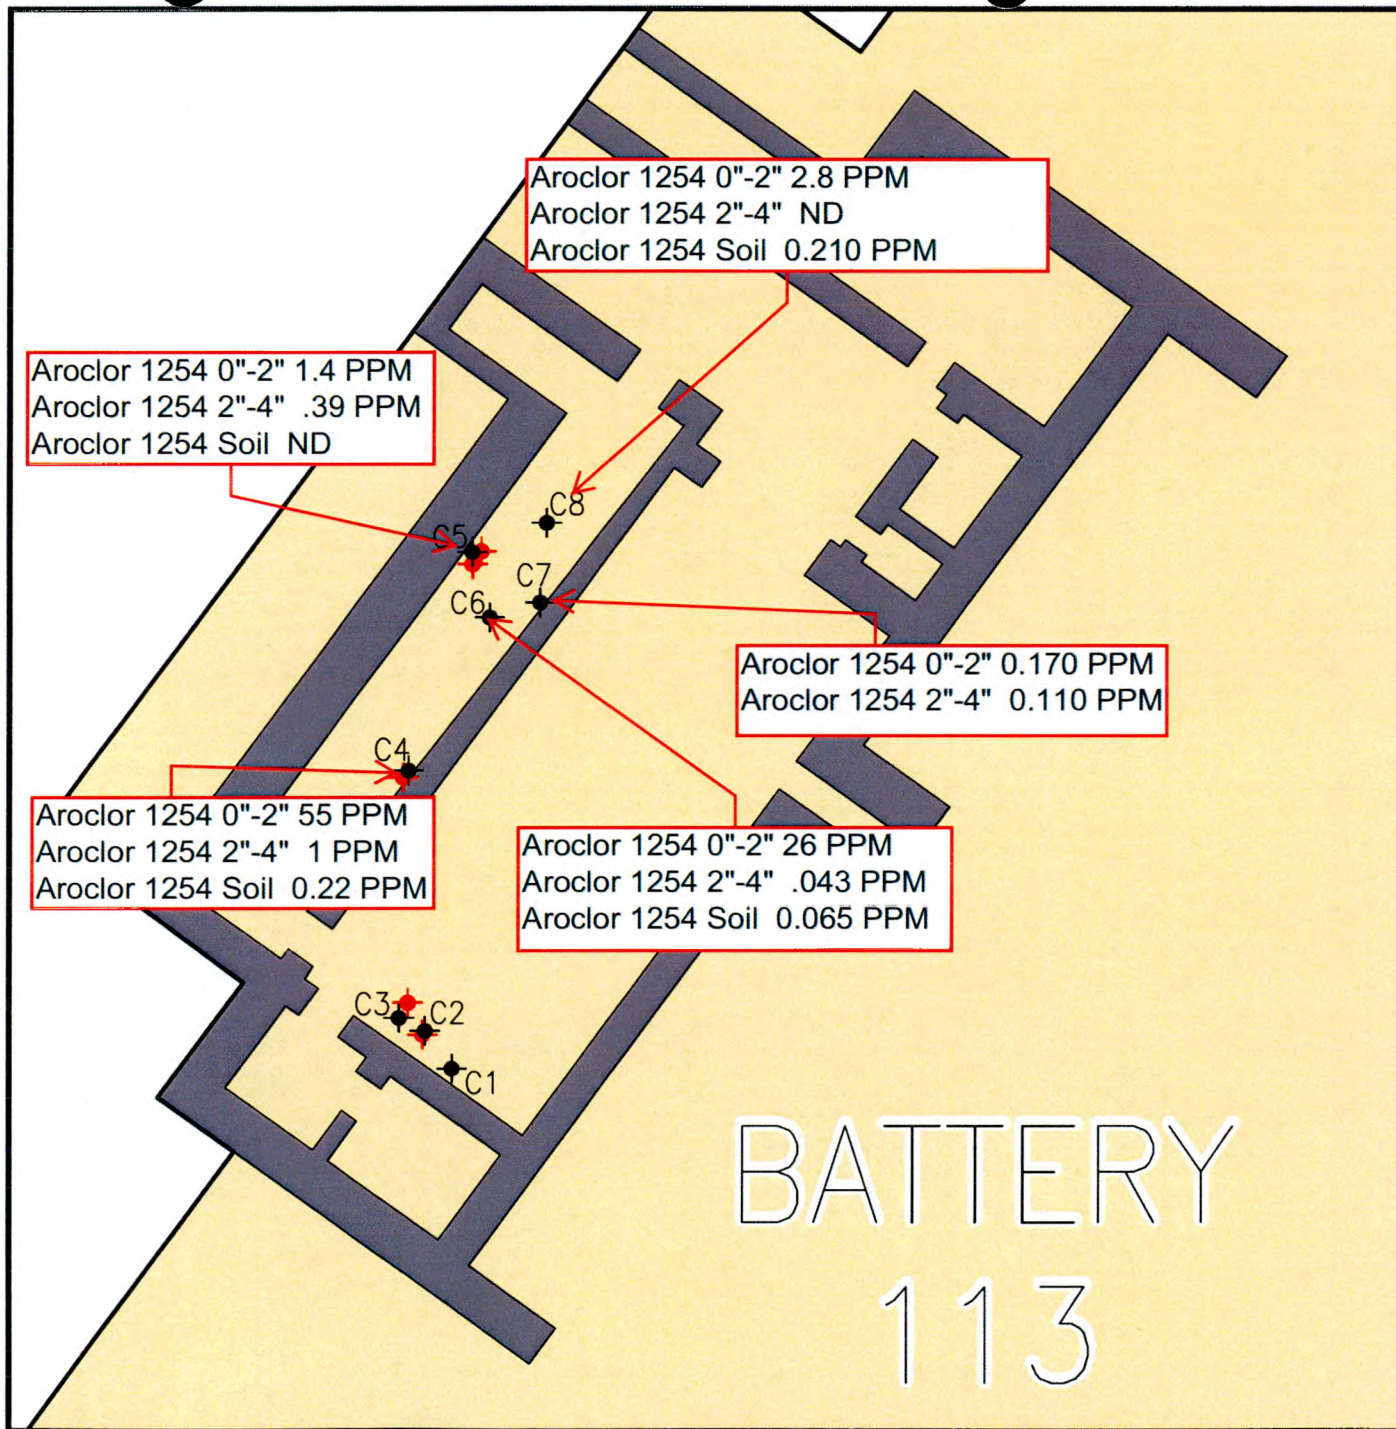 Aroclor 1254 0"-2" 2.8 PPM
Aroclor 1254 2"-4" ND
Aroclor 1254 Soil 0.210 PPM
Aroclor 1254 0"-2" 1.4 PPM
Aroclor 1254 2"-4" .39 PPM
Aroclor 1254 Soil ND
C8
C5
C7
C6
Aroclor 1254 0"-2" 0.170 PPM
Aroclor 1254 2"-4" 0.110 PPM
C4
Aroclor 1254 0"-2" 55 PPM
Aroclor 1254 2"-4" 1 PPM
Aroclor 1254 Soil 0.22 PPM
Aroclor 1254 0"-2" 26 PPM
Aroclor 1254 2"-4" .043 PPM
Aroclor 1254 Soil 0.065 PPM
C3
C2
C1
BATTERY
113